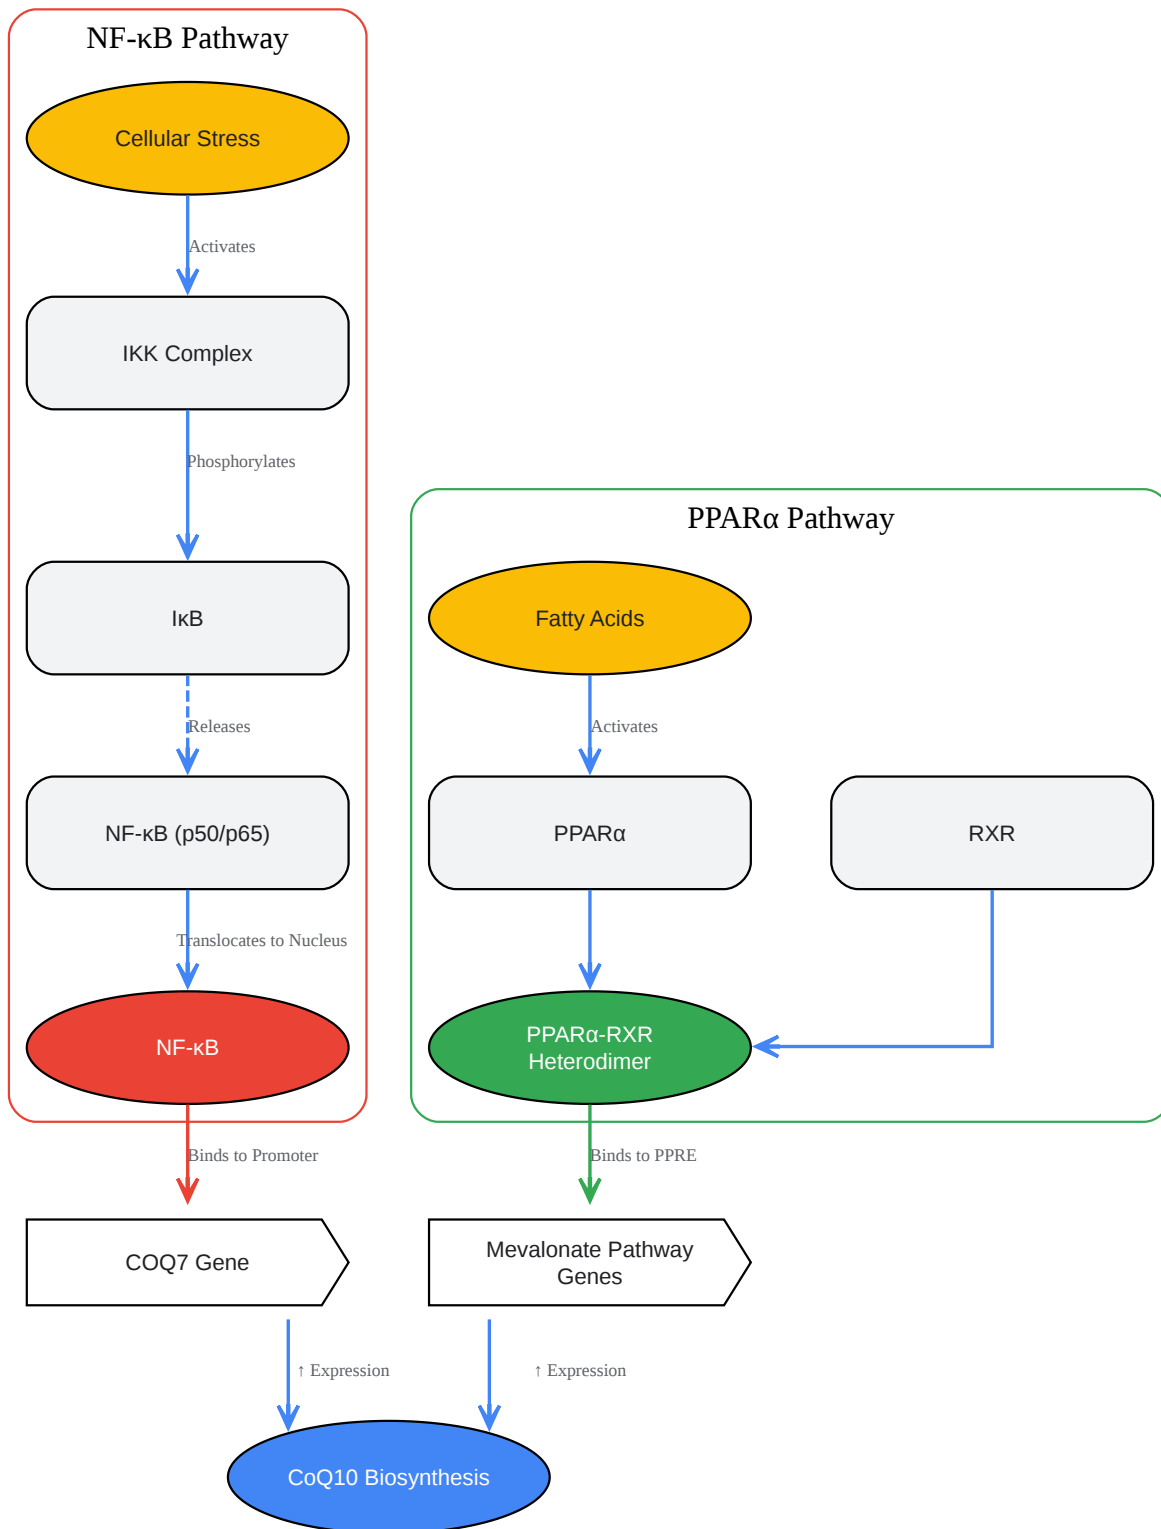 NF-κB Pathway
Cellular Stress
Activates
IKK Complex
Phosphorylates
IκB
Releases
NF-κB (p50/p65)
Translocates to Nucleus
NF-κB
Binds to Promoter
COQ7 Gene
↑ Expression
PPARα Pathway
Fatty Acids
Activates
PPARα
RXR
PPARα-RXR
Heterodimer
Binds to PPRE
Mevalonate Pathway
Genes
↑ Expression
CoQ10 Biosynthesis